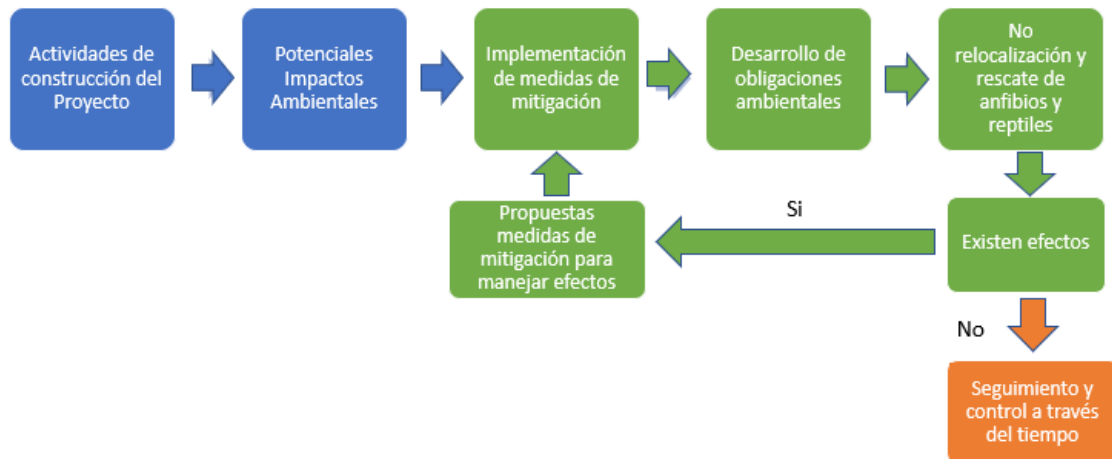 Actividades de
construcción del
Proyecto
Potenciales
Impactos
Ambientales
Implementación
de medidas de
mitigación
Desarrollo de
obligaciones
ambientales
No
relocalización y
rescate de
anfibios y
reptiles
Propuestas
medidas de
mitigación para
manejar efectos
Si
Existen efectos
No
Seguimiento y
control a través
del tiempo